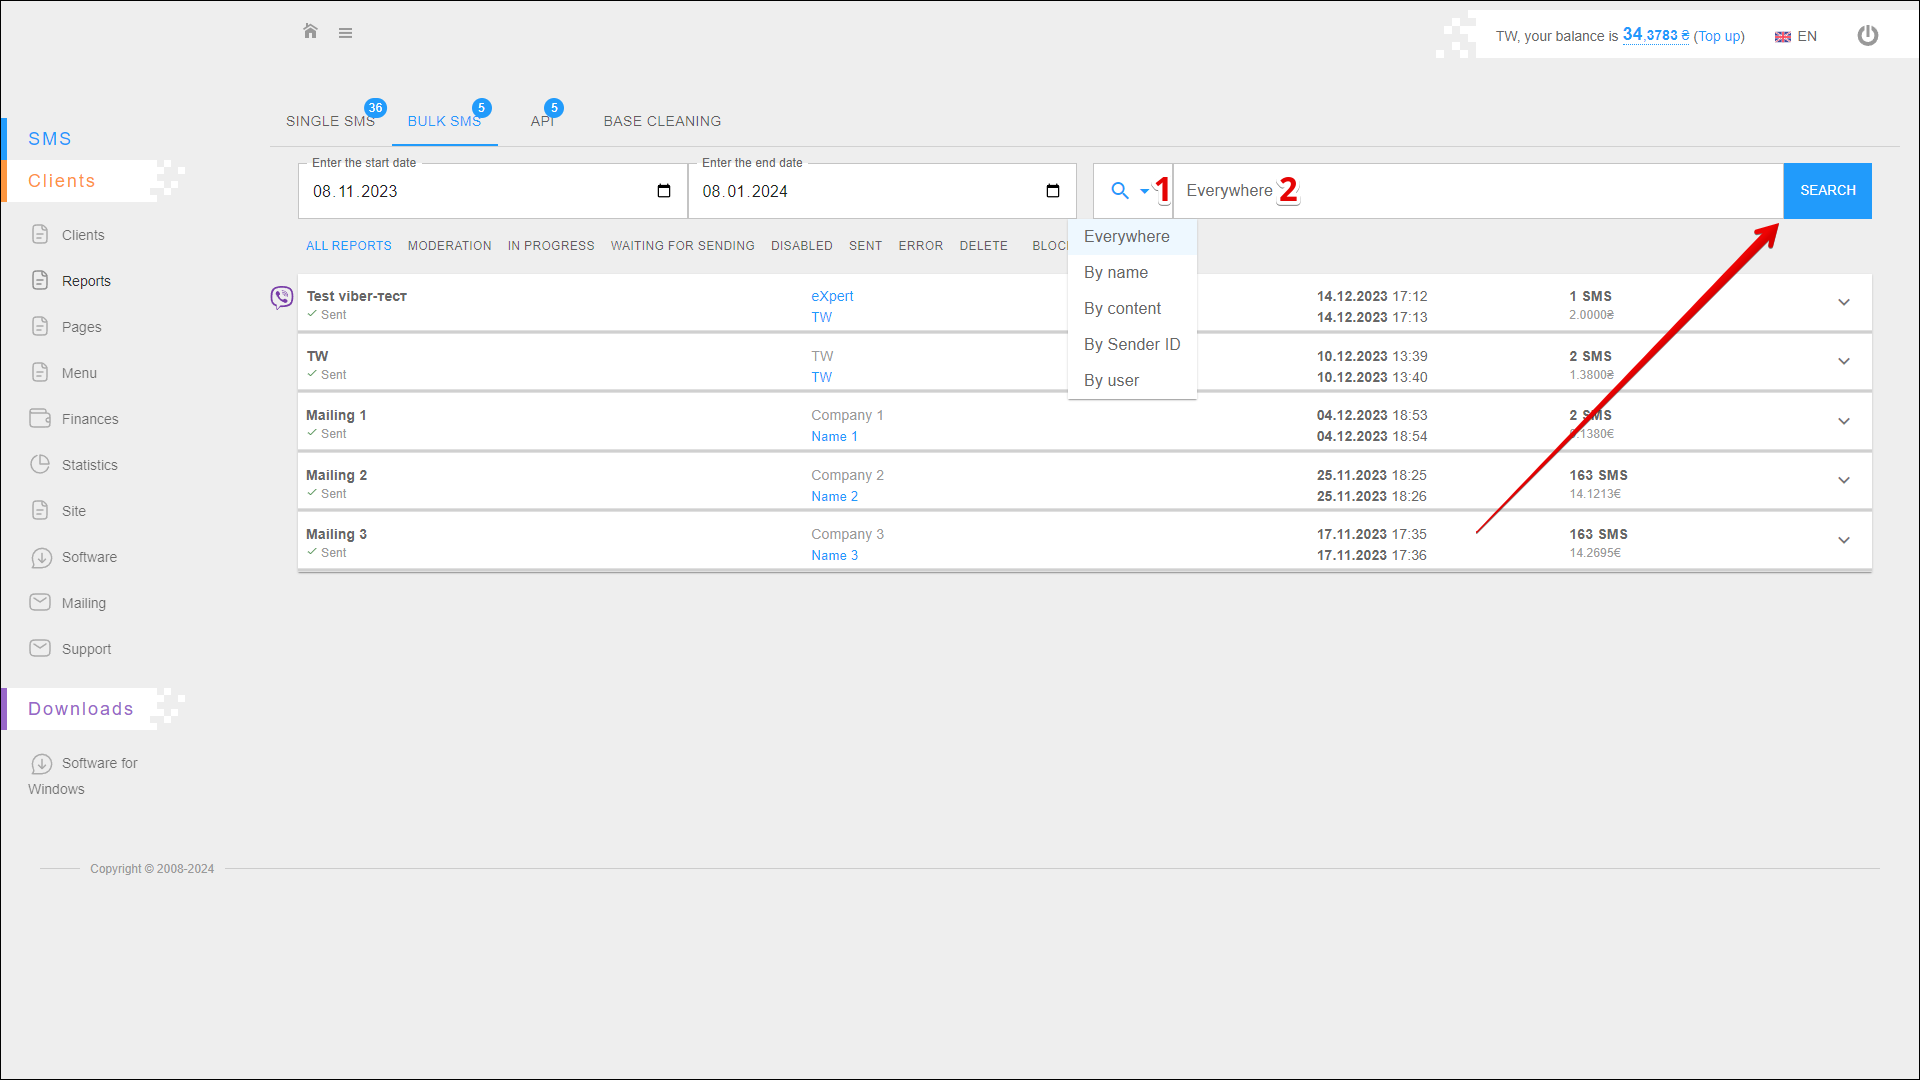 TW, your balance is 34,3783 ₴ (Top up)
EN
SMS
Clients
Clients
Reports
Pages
Menu
Finances
Statistics
Site
Software
Mailing
Support
Downloads
Software for
Windows
SINGLE SMS 36
BULK SMS 5
API 5
BASE CLEANING
Enter the start date
08.11.2023
Enter the end date
08.01.2024
1
Everywhere 2
SEARCH
Everywhere
By name
By content
By Sender ID
By user
ALL REPORTS MODERATION IN PROGRESS WAITING FOR SENDING DISABLED SENT ERROR DELETE
Test viber-тест
Sent
eXpert
TW
14.12.2023 17:12
14.12.2023 17:13
1 SMS
2.0000₴
TW
Sent
TW
TW
10.12.2023 13:39
10.12.2023 13:40
2 SMS
1.3800₴
Mailing 1
Sent
Company 1
Name 1
04.12.2023 18:53
04.12.2023 18:54
2 SMS
Mailing 2
Sent
Company 2
Name 2
25.11.2023 18:25
25.11.2023 18:26
163 SMS
14.1213€
Mailing 3
Sent
Company 3
Name 3
17.11.2023 17:35
17.11.2023 17:36
163 SMS
14.2695€
Copyright © 2008-2024